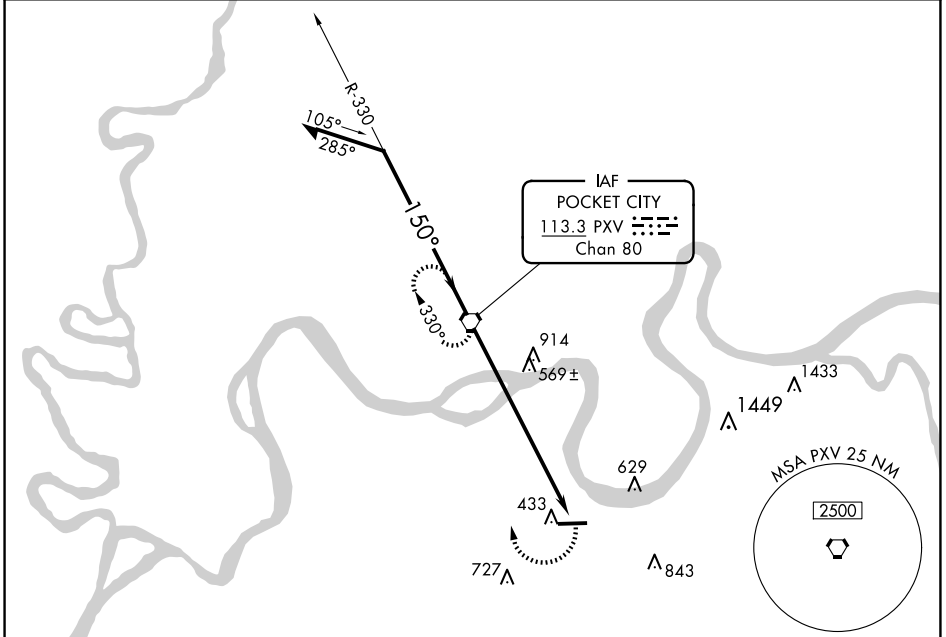 R-330
105°
285°
150°
IAF
POCKET CITY
113.3 PXV
Chan 80
330°
914
569±
1433
1449
629
433
727
843
MSA PXV 25 NM
2500